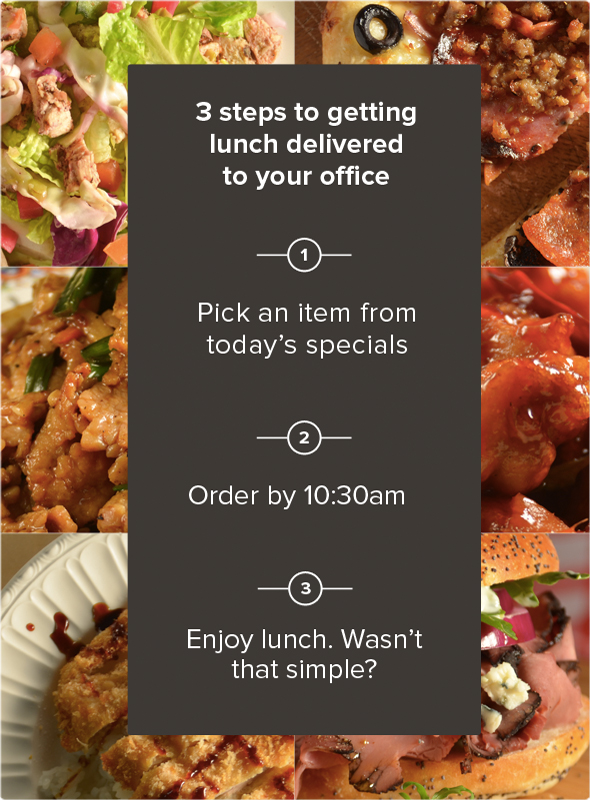 3 steps to getting
lunch delivered
to your office
1
Pick an item from
today’s specials
2
Order by 10:30am
3
Enjoy lunch. Wasn’t
that simple?